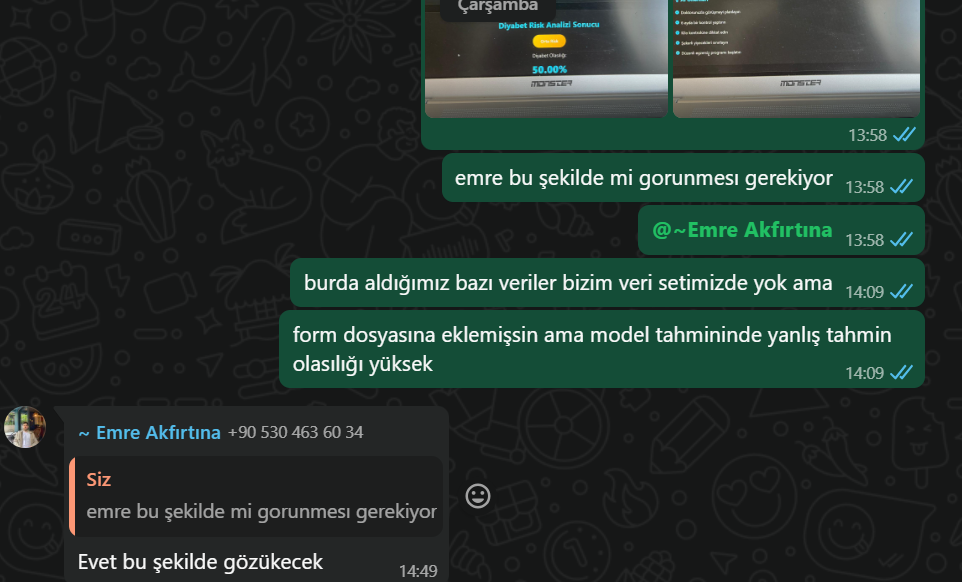 Çarşamba
Diyabet Risk Analizi Sonucu
Diyabet Olasılığı
50.00%
MONSTER
MONSTER
13:58
emre bu şekilde mi gorunmesı gerekiyor
13:58
@~Emre Akfırtına
13:58
burda aldığımız bazı veriler bizim veri setimizde yok ama
14:09
form dosyasına eklemişsin ama model tahmininde yanlış tahmin
olasılığı yüksek
14:09
~ Emre Akfırtına +90 530 463 60 34
Siz
emre bu şekilde mi gorunmesı gerekiyor
Evet bu şekilde gözükecek
14:49